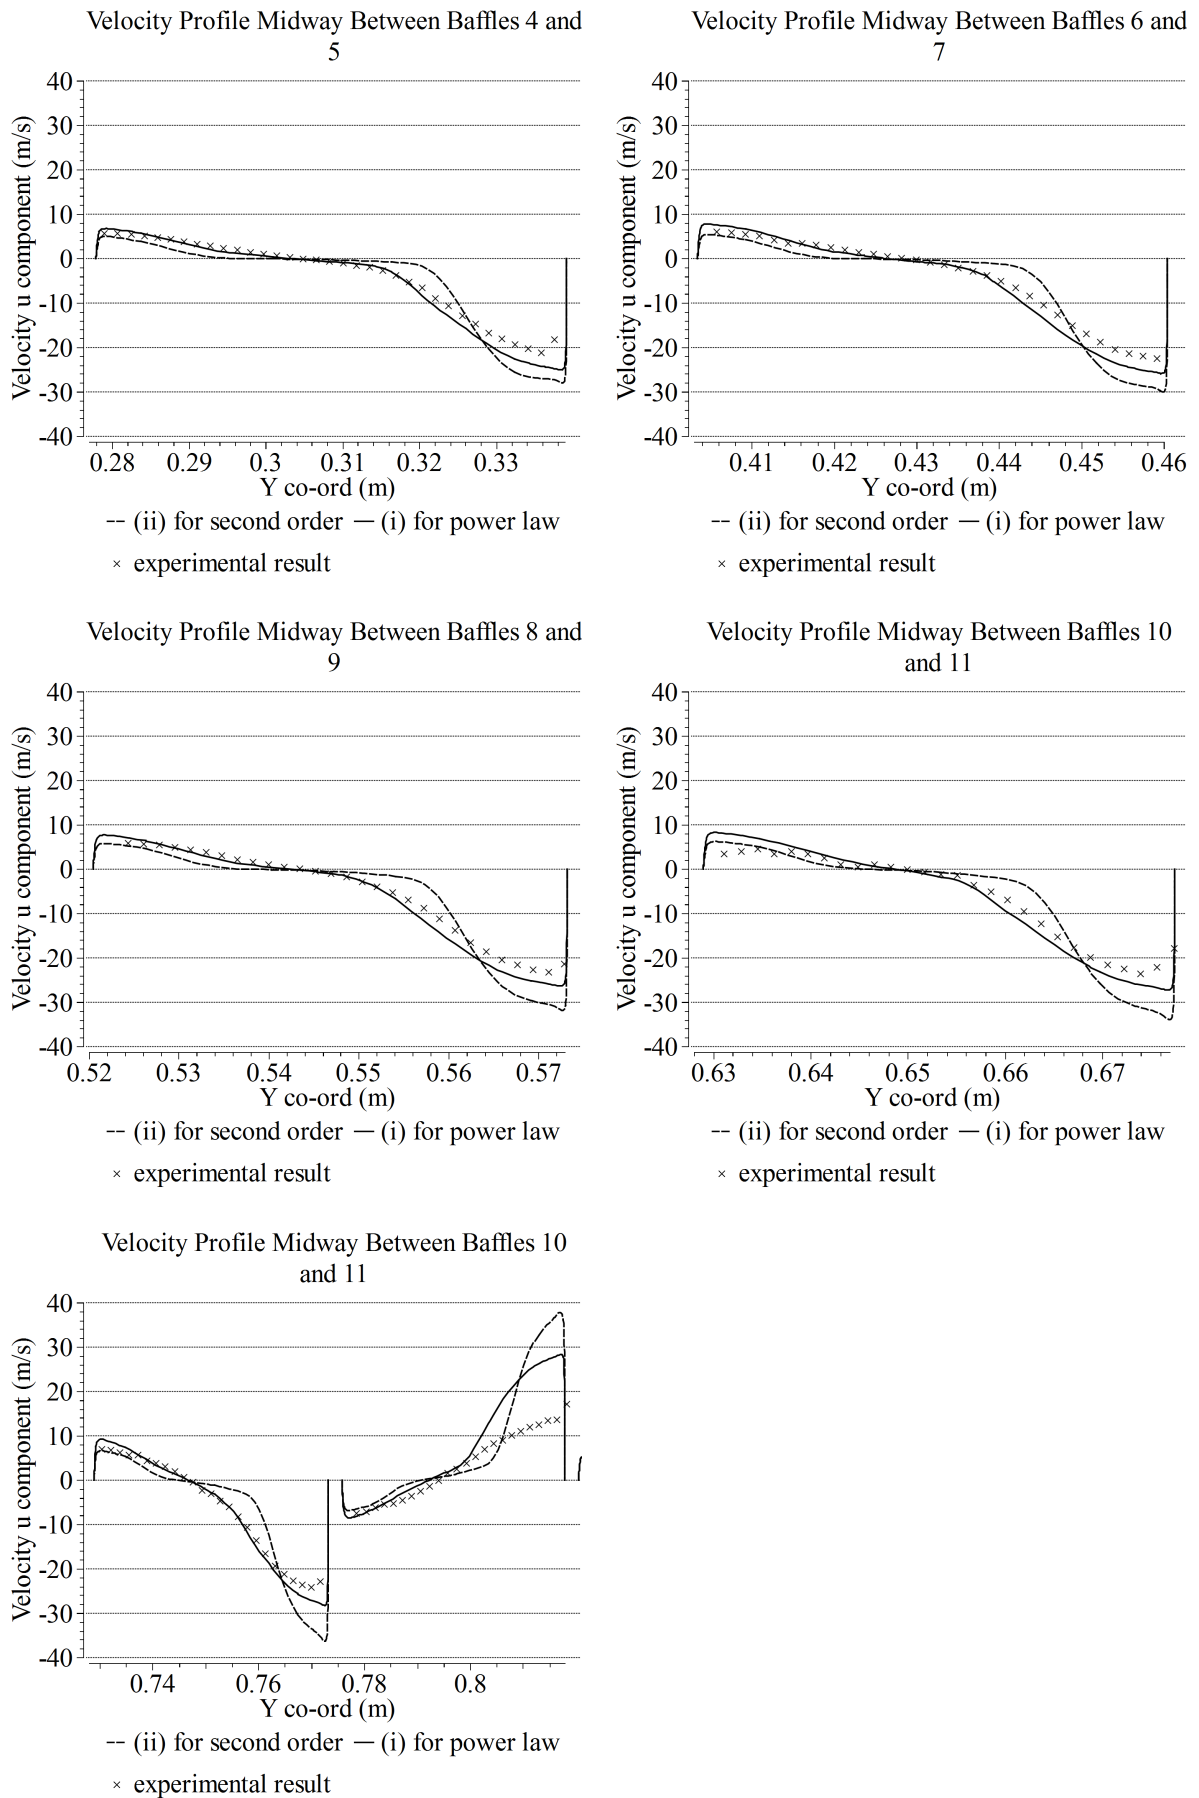 Velocity Profile Midway Between Baffles 4 and
5
40
30
20
10
0
-10
-20
-30
-40
Velocity u component (m/s)
0.28 0.29 0.3 0.31 0.32 0.33
Y co-ord (m)
-- (ii) for second order — (i) for power law
× experimental result
Velocity Profile Midway Between Baffles 6 and
7
40
30
20
10
0
-10
-20
-30
-40
Velocity u component (m/s)
0.41 0.42 0.43 0.44 0.45 0.46
Y co-ord (m)
-- (ii) for second order — (i) for power law
× experimental result
Velocity Profile Midway Between Baffles 8 and
9
40
30
20
10
0
-10
-20
-30
-40
Velocity u component (m/s)
0.52 0.53 0.54 0.55 0.56 0.57
Y co-ord (m)
-- (ii) for second order — (i) for power law
× experimental result
Velocity Profile Midway Between Baffles 10
and 11
40
30
20
10
0
-10
-20
-30
-40
Velocity u component (m/s)
0.63 0.64 0.65 0.66 0.67
Y co-ord (m)
-- (ii) for second order — (i) for power law
× experimental result
Velocity Profile Midway Between Baffles 10
and 11
40
30
20
10
0
-10
-20
-30
-40
Velocity u component (m/s)
0.74 0.76 0.78 0.8
Y co-ord (m)
-- (ii) for second order — (i) for power law
× experimental result